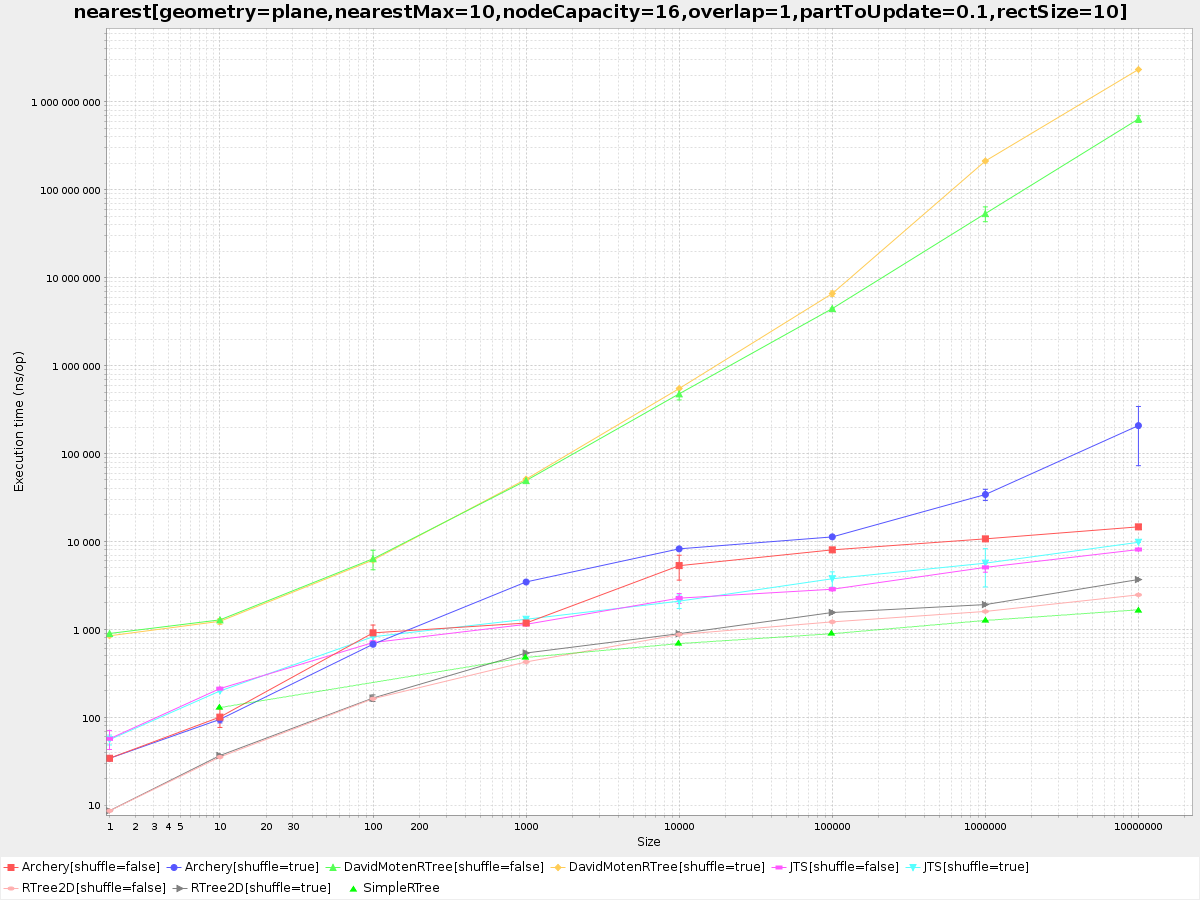 nearest[geometry=plane,nearestMax=10,nodeCapacity=16,overlap=1,partToUpdate=0.1,rectSize=10]
Execution time (ns/op)
1 000 000 000
100 000 000
10 000 000
1 000 000
100 000
10 000
1 000
100
10
1 2 3 4 5 10 20 30 100 200 1000 10000 100000 1000000 10000000
Size
Archery[shuffle=false] Archery[shuffle=true] DavidMotenRTree[shuffle=false] DavidMotenRTree[shuffle=true] JTS[shuffle=false] JTS[shuffle=true]
RTree2D[shuffle=false] RTree2D[shuffle=true] SimpleRTree